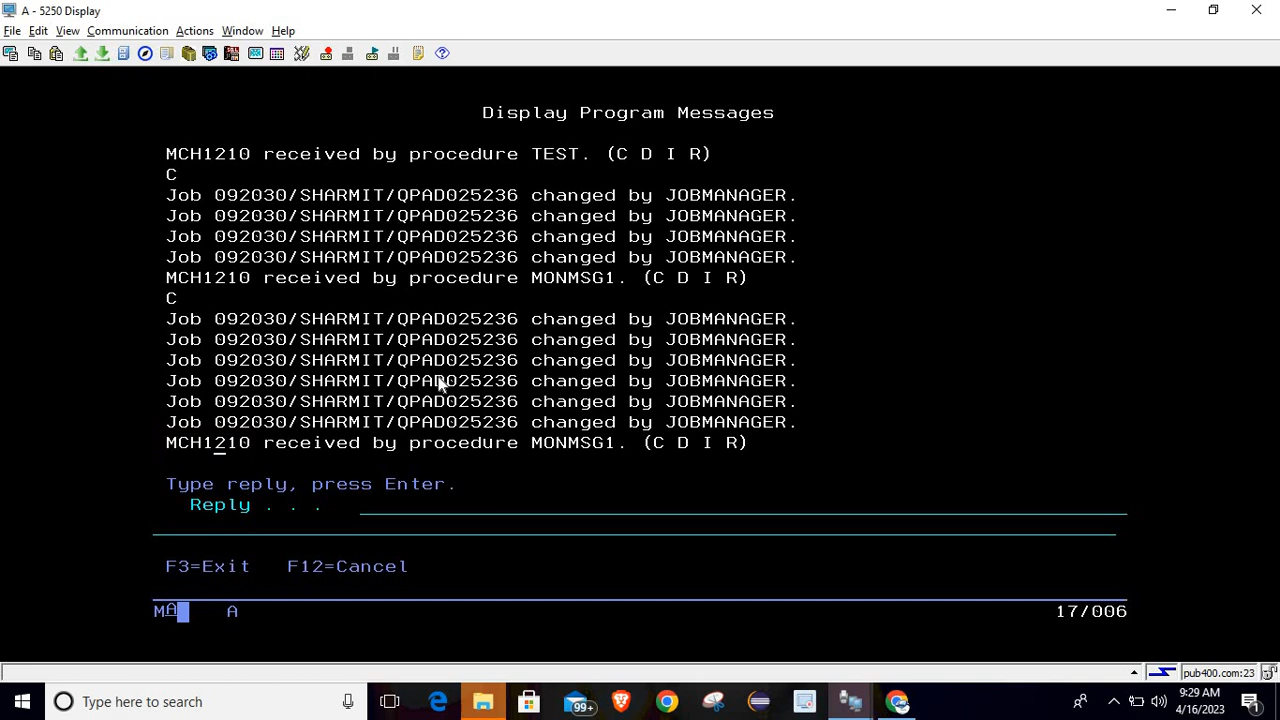 A - 5250 Display
File Edit View Communication Actions Window Help
Display Program Messages
MCH1210 received by procedure TEST. (C D I R)
C
Job 092030/SHARMIT/QPAD025236 changed by JOBMANAGER.
Job 092030/SHARMIT/QPAD025236 changed by JOBMANAGER.
Job 092030/SHARMIT/QPAD025236 changed by JOBMANAGER.
Job 092030/SHARMIT/QPAD025236 changed by JOBMANAGER.
MCH1210 received by procedure MONMSG1. (C D I R)
C
Job 092030/SHARMIT/QPAD025236 changed by JOBMANAGER.
Job 092030/SHARMIT/QPAD025236 changed by JOBMANAGER.
Job 092030/SHARMIT/QPAD025236 changed by JOBMANAGER.
Job 092030/SHARMIT/QPAD025236 changed by JOBMANAGER.
Job 092030/SHARMIT/QPAD025236 changed by JOBMANAGER.
Job 092030/SHARMIT/QPAD025236 changed by JOBMANAGER.
MCH1210 received by procedure MONMSG1. (C D I R)
Type reply, press Enter.
Reply . . .
F3=Exit F12=Cancel
MA A 17/006
pub400.com:23
Type here to search
99+
9:29 AM
4/16/2023
1